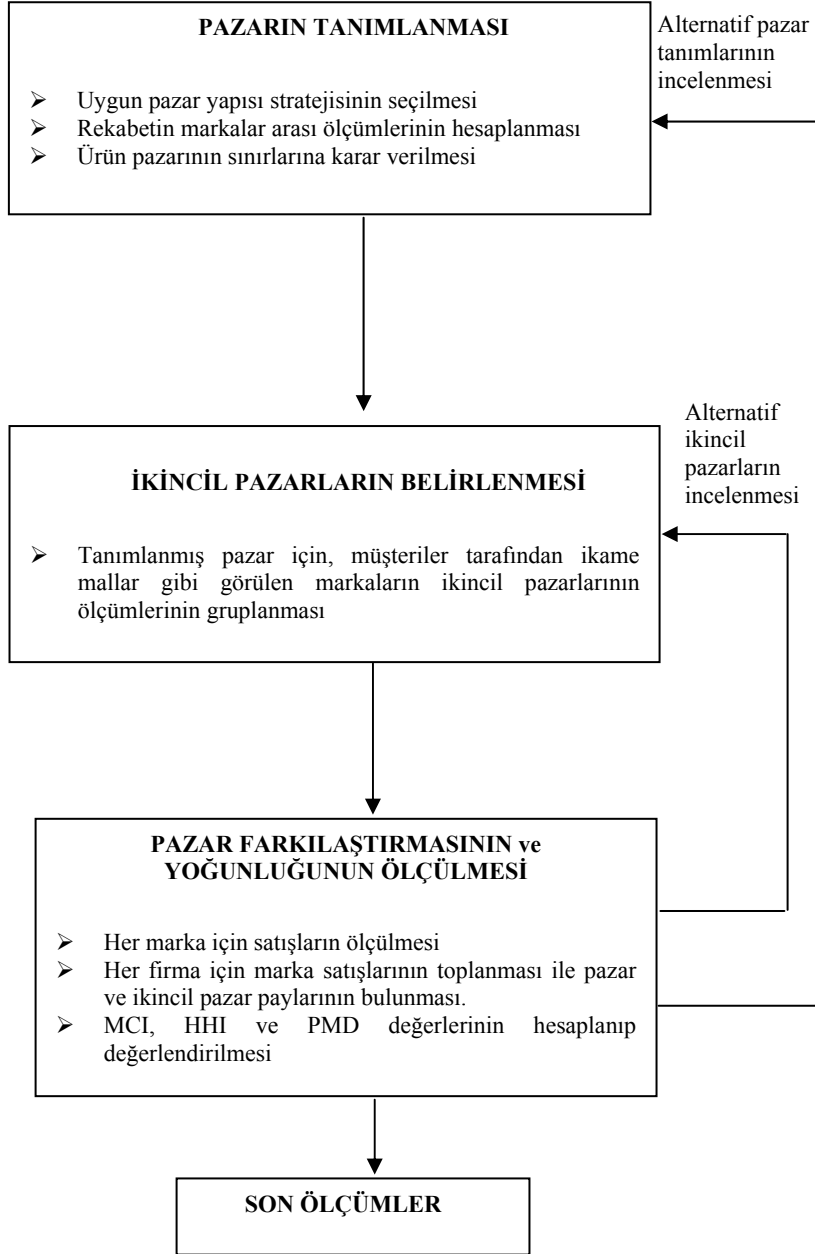 PAZARIN TANIMLANMASI
➢ Uygun pazar yapısı stratejisinin seçilmesi
➢ Rekabetin markalar arası ölçümlerinin hesaplanması
➢ Ürün pazarının sınırlarına karar verilmesi
Alternatif pazar
tanımlarının
incelenmesi
İKİNCİL PAZARLARIN BELİRLENMESİ
➢ Tanımlanmış pazar için, müşteriler tarafından ikame
mallar gibi görülen markaların ikincil pazarlarının
ölçümlerinin gruplanması
Alternatif
ikincil
pazarların
incelenmesi
PAZAR FARKILAŞTIRMASININ ve
YOĞUNLUĞUNUN ÖLÇÜLMESİ
➢ Her marka için satışların ölçülmesi
➢ Her firma için marka satışlarının toplanması ile pazar
ve ikincil pazar paylarının bulunması.
➢ MCI, HHI ve PMD değerlerinin hesaplanıp
değerlendirilmesi
SON ÖLÇÜMLER